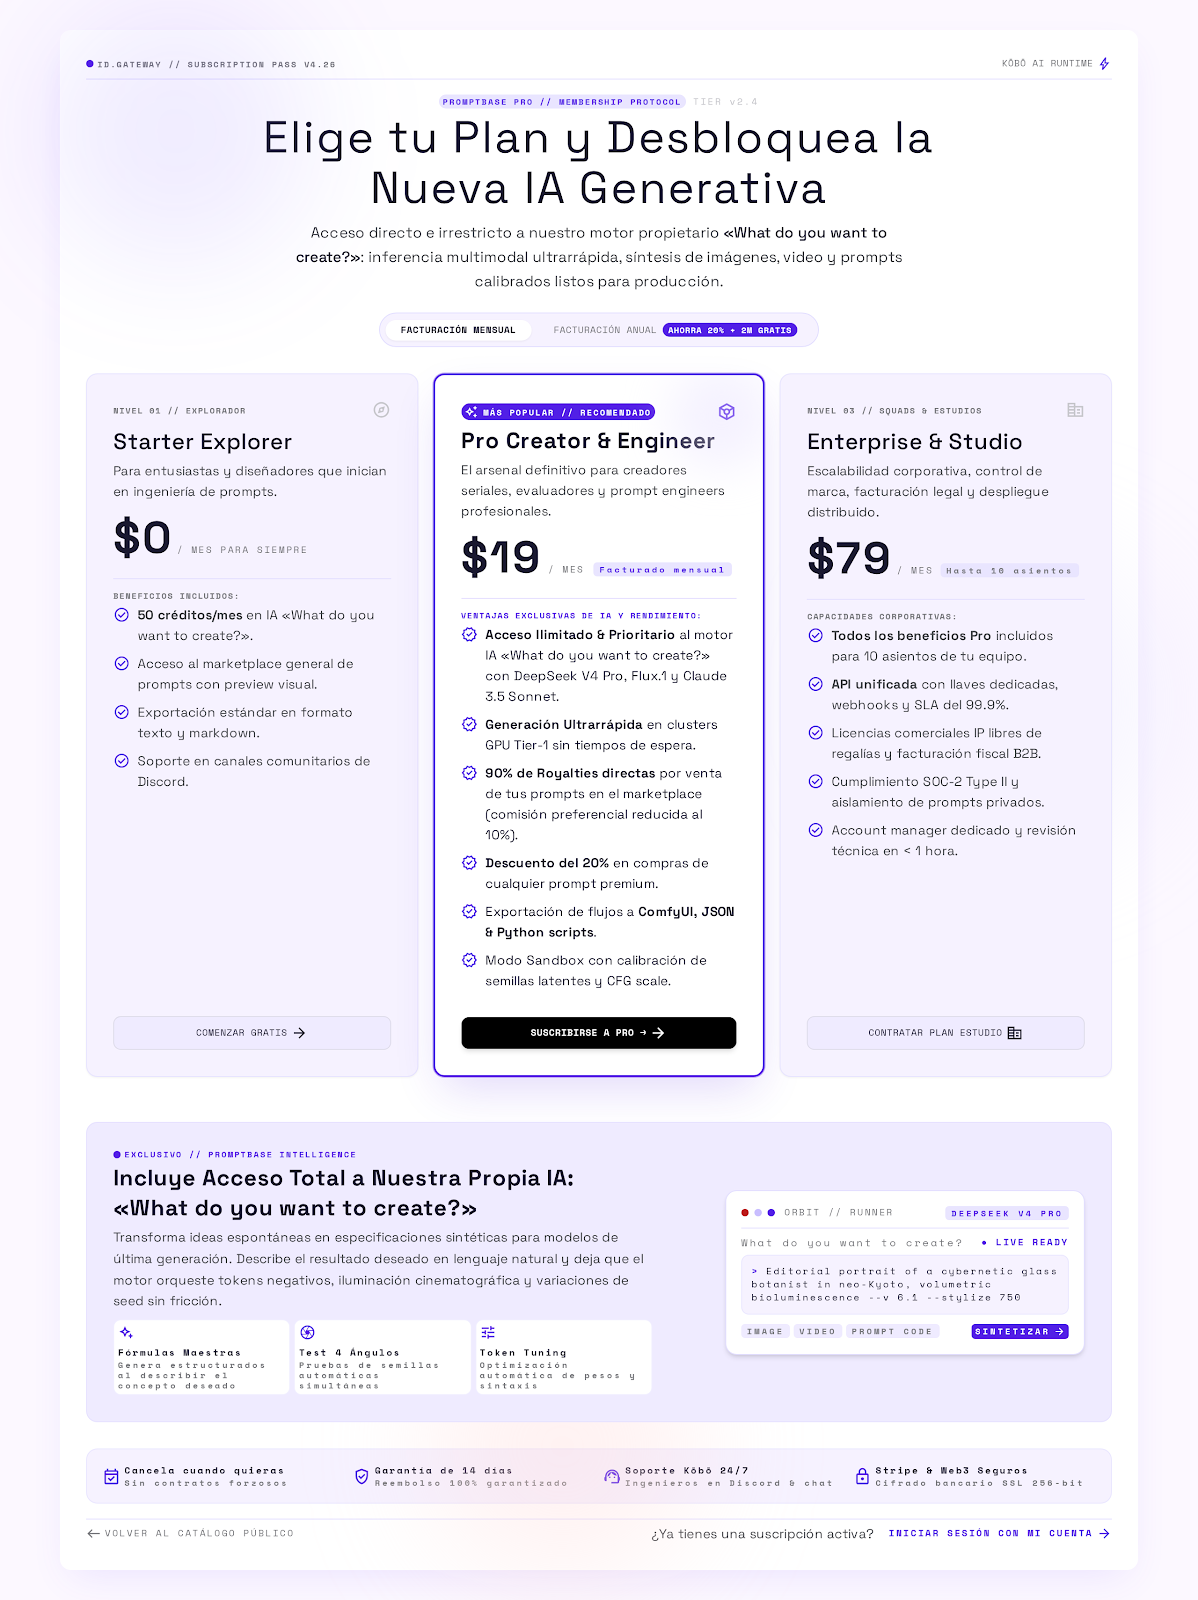 ID.GATEWAY // SUBSCRIPTION PASS V4.26
KŌBŌ AI RUNTIME
PROMPTBASE PRO // MEMBERSHIP PROTOCOL
TIER v2.4
Elige tu Plan y Desbloquea la
Nueva IA Generativa
Acceso directo e irrestricto a nuestro motor propietario «What do you want to
create?»: inferencia multimodal ultrarrápida, síntesis de imágenes, video y prompts
calibrados listos para producción.
FACTURACIÓN MENSUAL
FACTURACIÓN ANUAL AHORRA 20% + 2M GRATIS
NIVEL 01 // EXPLORADOR
Starter Explorer
Para entusiastas y diseñadores que inician
en ingeniería de prompts.
$0 / MES PARA SIEMPRE
BENEFICIOS INCLUIDOS:
50 créditos/mes en IA «What do you
want to create?».
Acceso al marketplace general de
prompts con preview visual.
Exportación estándar en formato
texto y markdown.
Soporte en canales comunitarios de
Discord.
COMENZAR GRATIS →
MÁS POPULAR // RECOMENDADO
Pro Creator & Engineer
El arsenal definitivo para creadores
seriales, evaluadores y prompt engineers
profesionales.
$19 / MES Facturado mensual
VENTAJAS EXCLUSIVAS DE IA Y RENDIMIENTO:
Acceso Ilimitado & Prioritario al motor
IA «What do you want to create?»
con DeepSeek V4 Pro, Flux.1 y Claude
3.5 Sonnet.
Generación Ultrarrápida en clusters
GPU Tier-1 sin tiempos de espera.
90% de Royalties directas por venta
de tus prompts en el marketplace
(comisión preferencial reducida al
10%).
Descuento del 20% en compras de
cualquier prompt premium.
Exportación de flujos a ComfyUI, JSON
& Python scripts.
Modo Sandbox con calibración de
semillas latentes y CFG scale.
SUSCRIBIRSE A PRO → →
NIVEL 03 // SQUADS & ESTUDIOS
Enterprise & Studio
Escalabilidad corporativa, control de
marca, facturación legal y despliegue
distribuido.
$79 / MES Hasta 10 asientos
CAPACIDADES CORPORATIVAS:
Todos los beneficios Pro incluidos
para 10 asientos de tu equipo.
API unificada con llaves dedicadas,
webhooks y SLA del 99.9%.
Licencias comerciales IP libres de
regalías y facturación fiscal B2B.
Cumplimiento SOC-2 Type II y
aislamiento de prompts privados.
Account manager dedicado y revisión
técnica en < 1 hora.
CONTRATAR PLAN ESTUDIO
EXCLUSIVO // PROMPTBASE INTELLIGENCE
Incluye Acceso Total a Nuestra Propia IA:
«What do you want to create?»
Transforma ideas espontáneas en especificaciones sintéticas para modelos de
última generación. Describe el resultado deseado en lenguaje natural y deja que el
motor orqueste tokens negativos, iluminación cinematográfica y variaciones de
seed sin fricción.
Fórmulas Maestras
Genera estructurados
al describir el
concepto deseado
Test 4 Ángulos
Pruebas de semillas
automáticas
simultáneas
Token Tuning
Optimización
automática de pesos y
sintaxis
ORBIT // RUNNER
DEEPSEEK V4 PRO
What do you want to create?
● LIVE READY
> Editorial portrait of a cybernetic glass
botanist in neo-Kyoto, volumetric
bioluminescence --v 6.1 --stylize 750
IMAGE VIDEO PROMPT CODE
SINTETIZAR →
Cancela cuando quieras
Sin contratos forzosos
Garantía de 14 días
Reembolso 100% garantizado
Soporte Kōbō 24/7
Ingenieros en Discord & chat
Stripe & Web3 Seguros
Cifrado bancario SSL 256-bit
← VOLVER AL CATÁLOGO PÚBLICO
¿Ya tienes una suscripción activa?
INICIAR SESIÓN CON MI CUENTA →